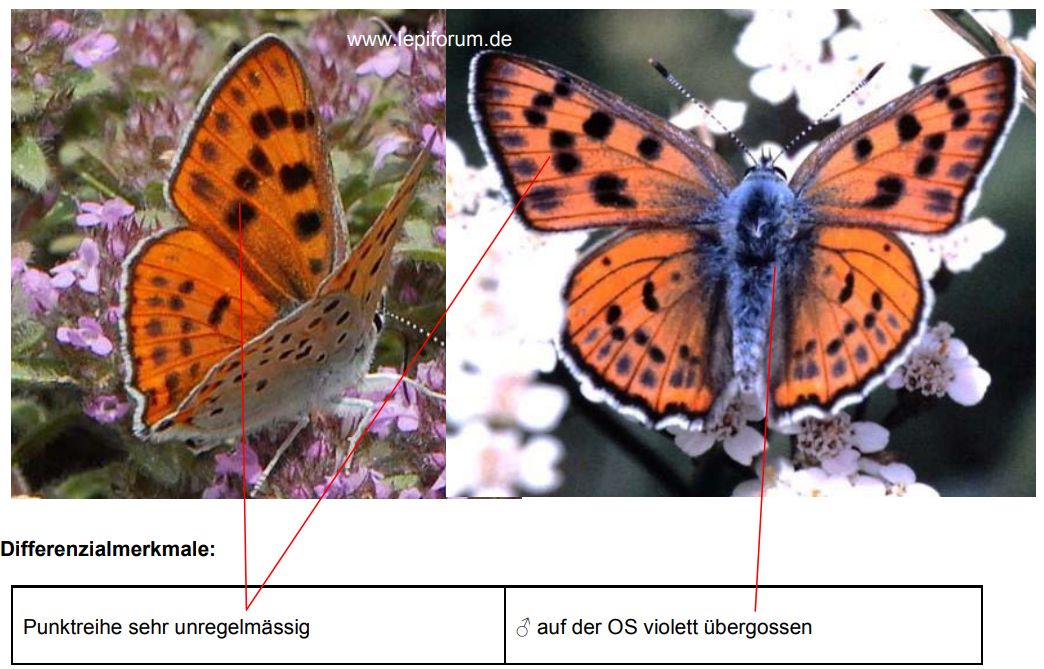 www.lepiforum.de
Differenzialmerkmale:
Punktreihe sehr unregelmässig
♂ auf der OS violett übergossen